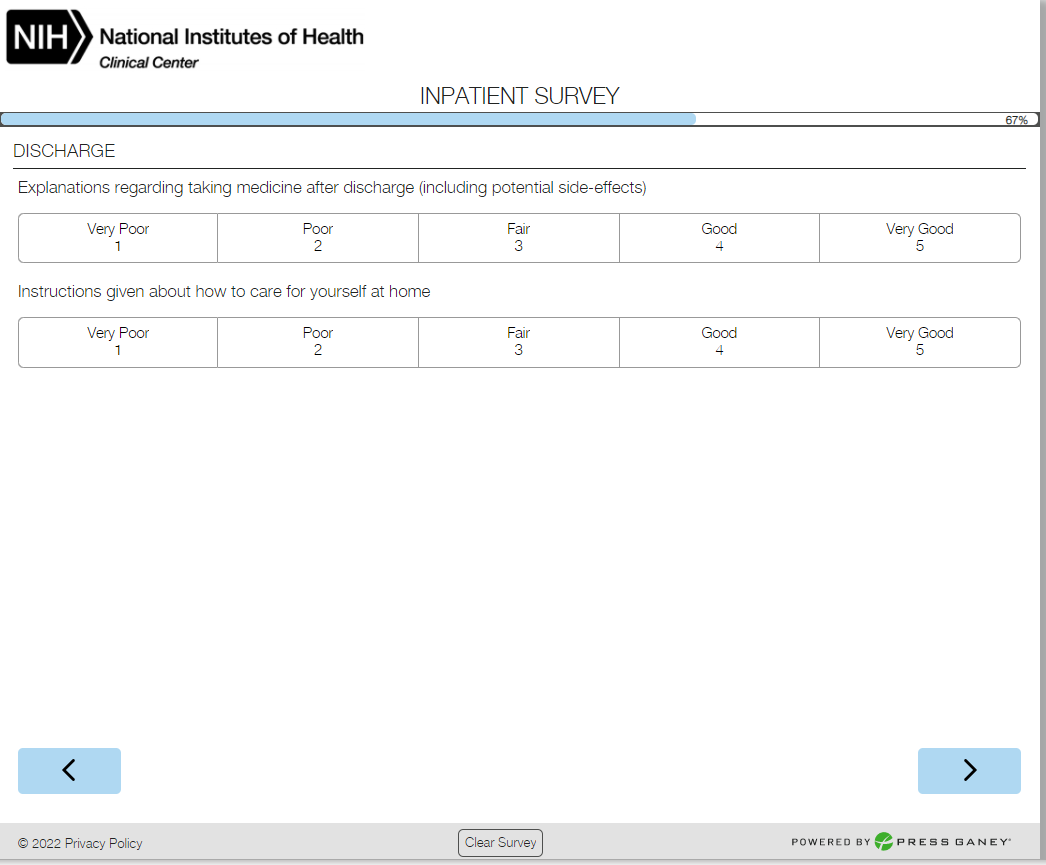 NIH National Institutes of Health
Clinical Center
INPATIENT SURVEY
67%
DISCHARGE
Explanations regarding taking medicine after discharge (including potential side-effects)
Very Poor Poor Fair Good Very Good
1 2 3 4 5
Instructions given about how to care for yourself at home
Very Poor Poor Fair Good Very Good
1 2 3 4 5
© 2022 Privacy Policy Clear Survey POWERED BY PRESS GANEY®